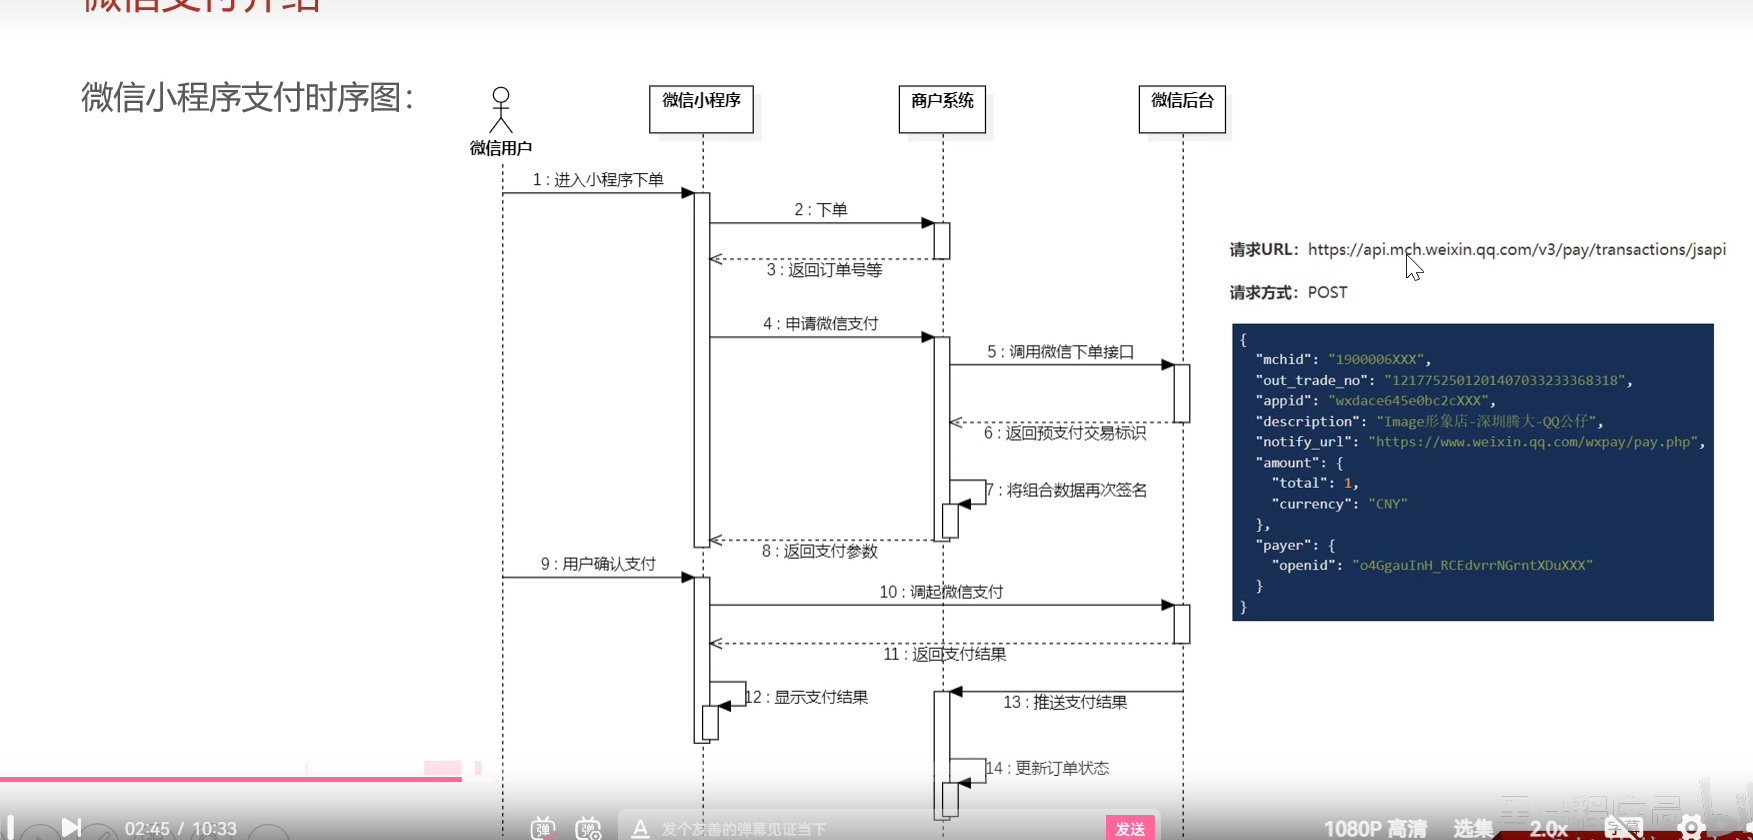 微信支付介绍
微信小程序支付时序图：
微信用户
微信小程序
商户系统
微信后台
1 : 进入小程序下单
2 : 下单
3 : 返回订单号等
4 : 申请微信支付
5 : 调用微信下单接口
6 : 返回预支付交易标识
7 : 将组合数据再次签名
8 : 返回支付参数
9 : 用户确认支付
10 : 调起微信支付
11 : 返回支付结果
12 : 显示支付结果
13 : 推送支付结果
14 : 更新订单状态
请求URL：https://api.mch.weixin.qq.com/v3/pay/transactions/jsapi
请求方式：POST
{
"mchid": "1900006XXX",
"out_trade_no": "1217752501201407033233368318",
"appid": "wxdace645e0bc2cXXX",
"description": "Image形象店-深圳腾大-QQ公仔",
"notify_url": "https://www.weixin.qq.com/wxpay/pay.php",
"amount": {
"total": 1,
"currency": "CNY"
},
"payer": {
"openid": "o4GgauInH_RCEdvrrNGrntXDuXXX"
}
}
02:45 / 10:33
弹
弹
A
发个友善的弹幕见证当下
发送
1080P 高清
选集
2.0x
字幕